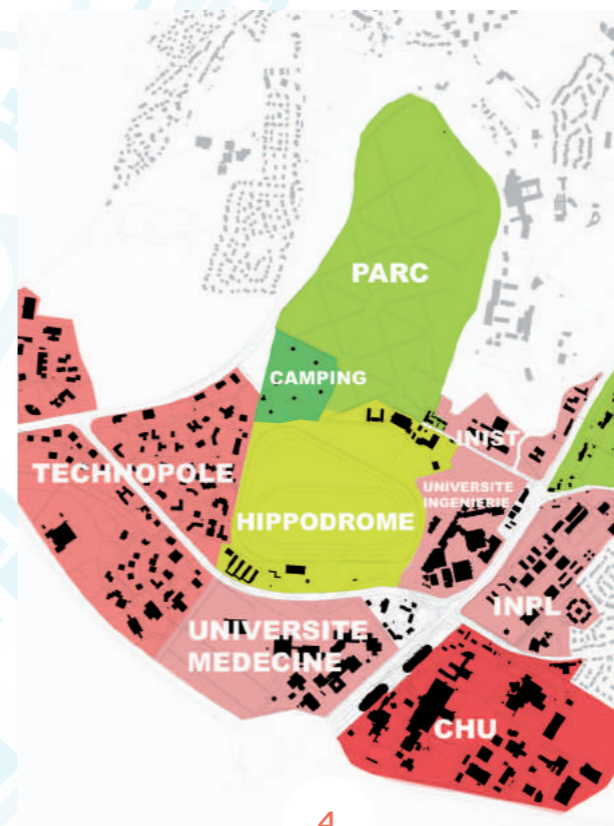 PARC
CAMPING
INIST
TECHNOPOLE
UNIVERSITE
INGENIERIE
HIPPODROME
INPL
UNIVERSITE
MEDECINE
CHU
4